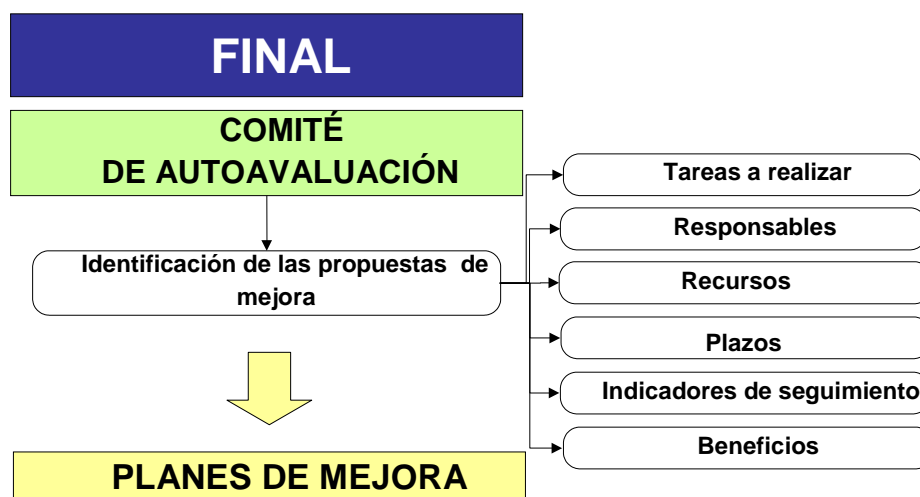 FINAL
COMITÉ
DE AUTOAVALUACIÓN
Identificación de las propuestas de
mejora
Tareas a realizar
Responsables
Recursos
Plazos
Indicadores de seguimiento
Beneficios
PLANES DE MEJORA